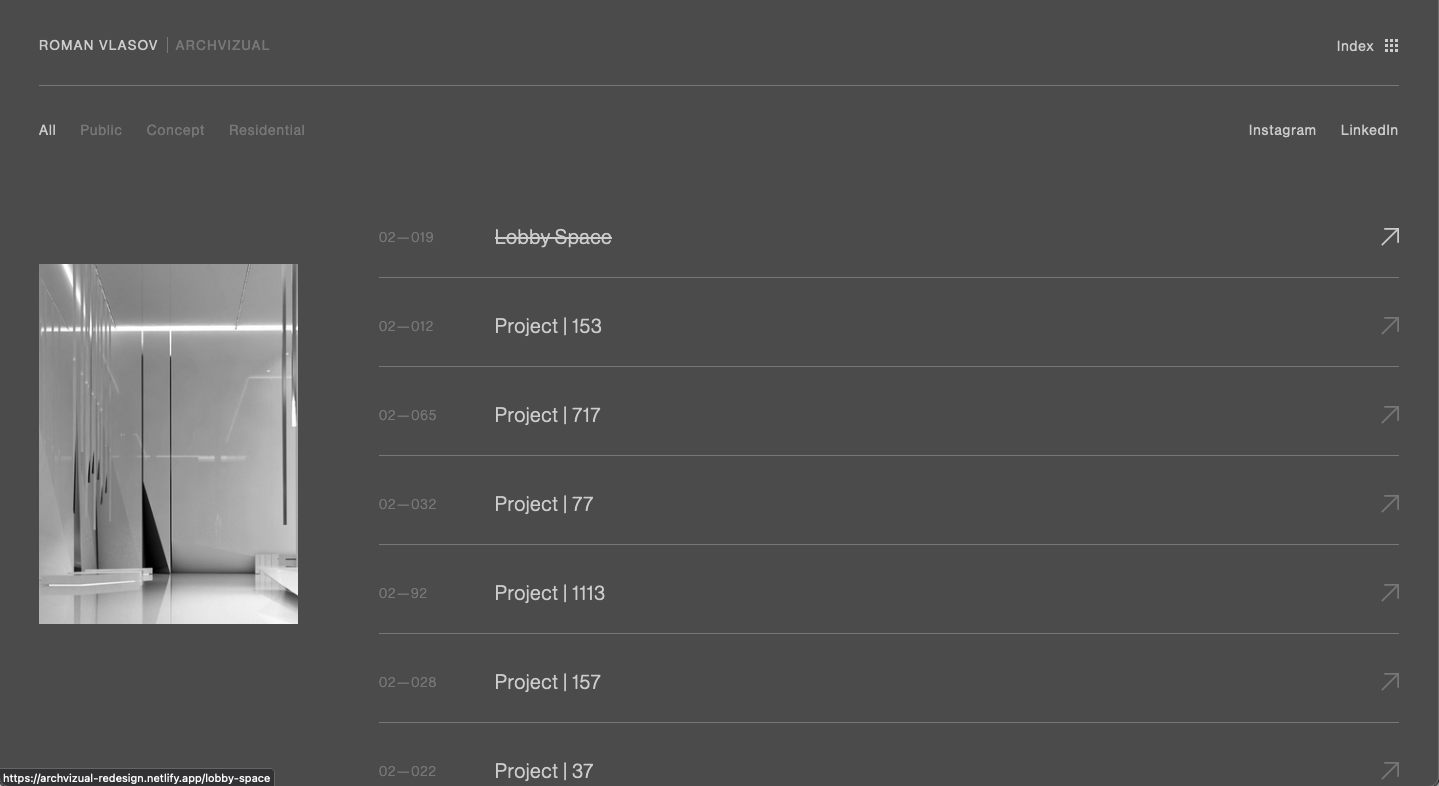 ROMAN VLASOV | ARCHVIZUAL
Index
All Public Concept Residential
Instagram LinkedIn
02—019 Lobby Space
02—012 Project | 153
02—065 Project | 717
02—032 Project | 77
02—92 Project | 1113
02—028 Project | 157
02—022 Project | 37
https://archvizual-redesign.netlify.app/lobby-space